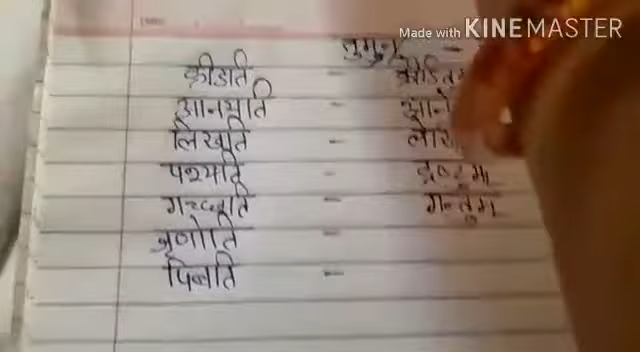 Made with KINEMASTER
तुमुन् -
क्रीडति -
आनयति -
लिखति -
पश्यति - द्रष्टुम्
गच्छति - गन्तुम्
श्रृणोति -
पिबति -